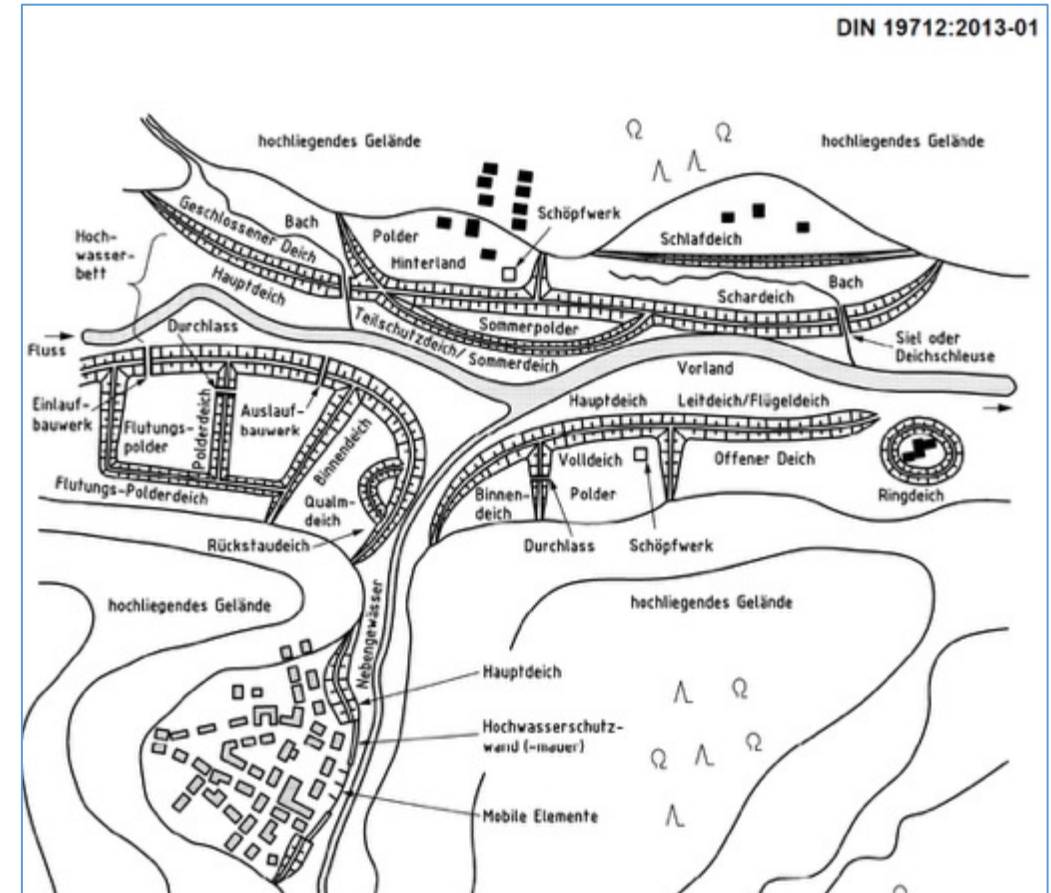 DIN 19712:2013-01
hochliegendes Gelände
hochliegendes Gelände
Geschlossener Deich
Bach
Polder
Hinterland
Schöpfwerk
Schlafdeich
Hoch-
wasser-
bett
Hauptdeich
Schardeich
Bach
Durchlass
Teilschutzdeich/Sommerdeich
Sommerpolder
Siel oder
Deichschleuse
Fluss
Vorland
Einlauf-
bauwerk
Flutungs-
polder
Polderdeich
Auslauf-
bauwerk
Binnendeich
Hauptdeich
Leitdeich/Flügeldeich
Volldeich
Offener Deich
Flutungs-Polderdeich
Qualm-
deich
Binnen-
deich
Polder
Ringdeich
Rückstaudeich
Durchlass
Schöpfwerk
hochliegendes Gelände
Nebengewässer
hochliegendes Gelände
Hauptdeich
Hochwasserschutz-
wand (-mauer)
Mobile Elemente